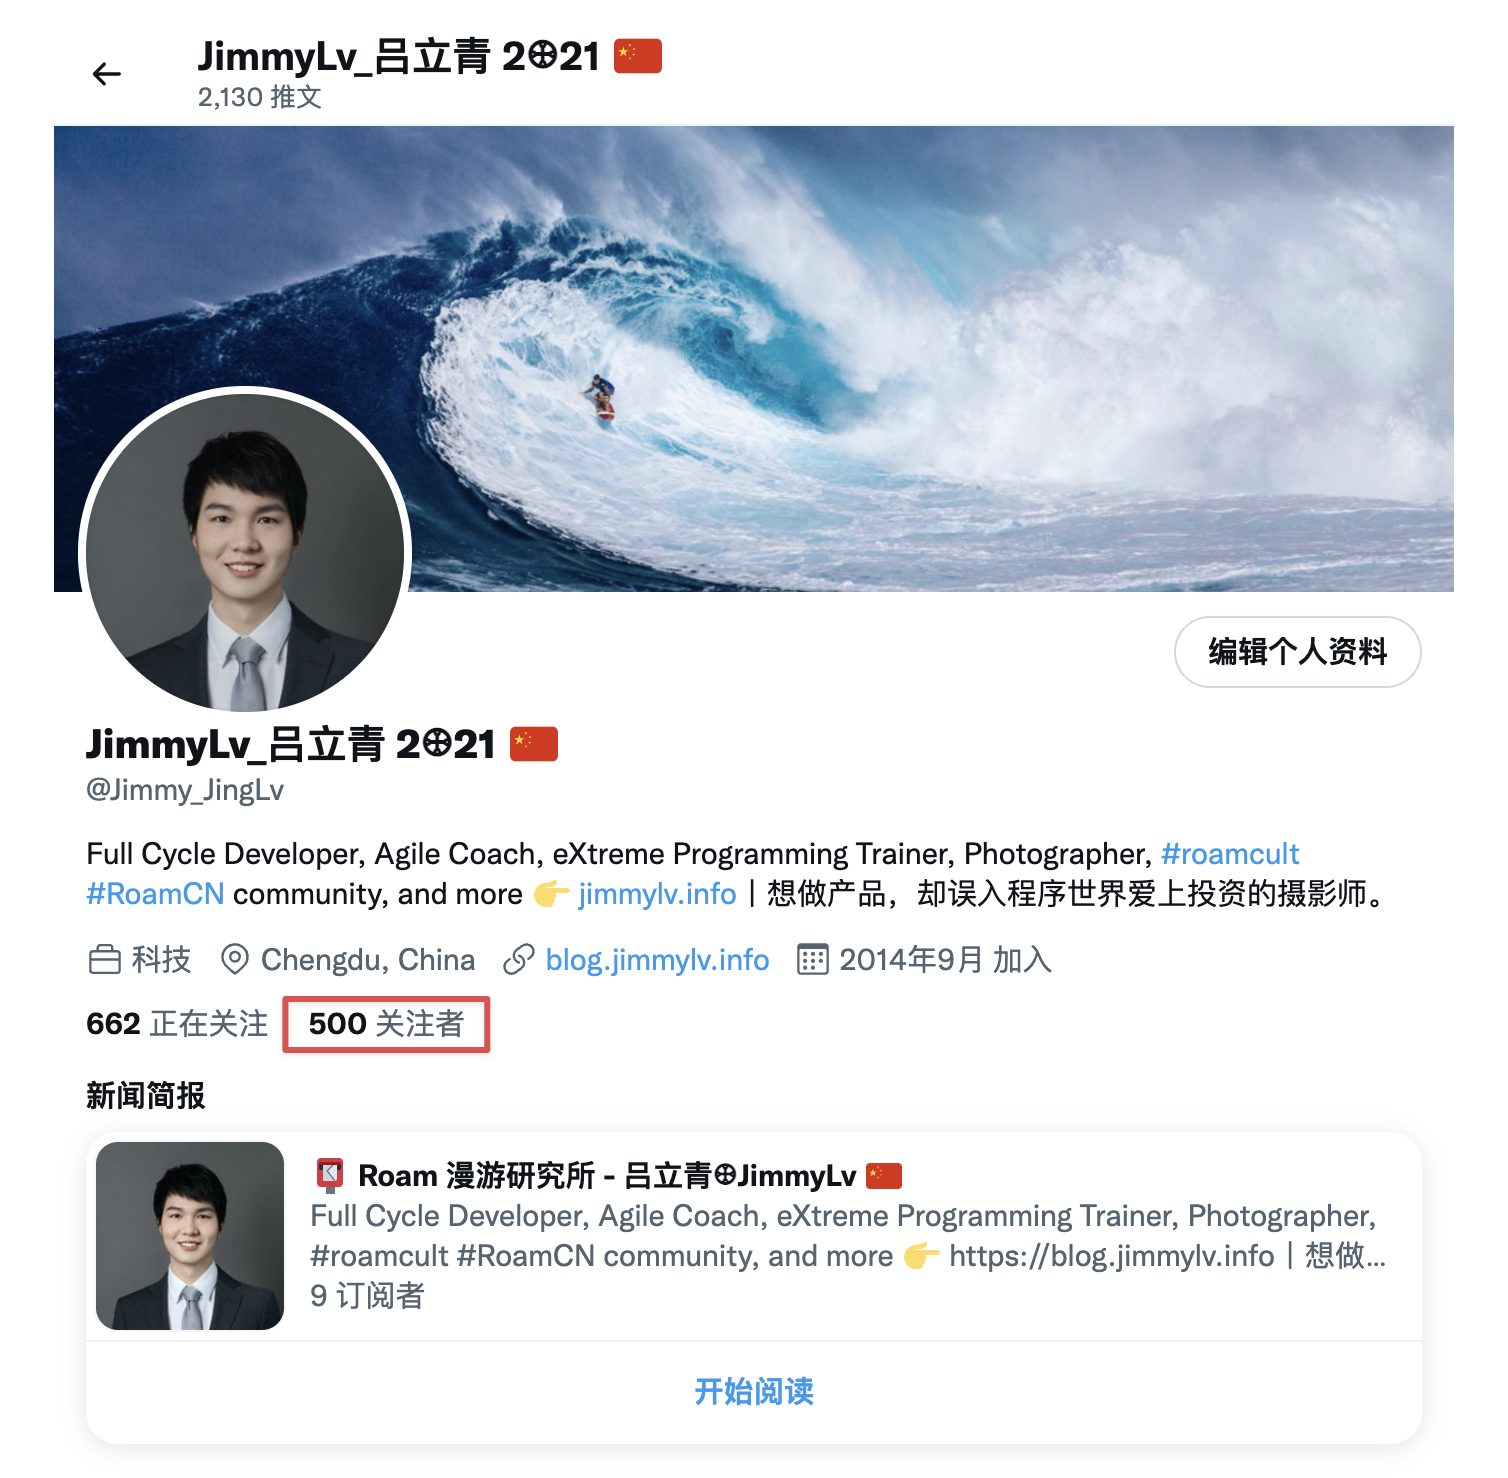 JimmyLv_吕立青 2☸21 🇨🇳
2,130 推文
编辑个人资料
JimmyLv_吕立青 2☸21 🇨🇳
@Jimmy_JingLv
Full Cycle Developer, Agile Coach, eXtreme Programming Trainer, Photographer, #roamcult
#RoamCN community, and more 👉 jimmylv.info｜想做产品，却误入程序世界爱上投资的摄影师。
科技 Chengdu, China blog.jimmylv.info 2014年9月 加入
662 正在关注 500 关注者
新闻简报
📮 Roam 漫游研究所 - 吕立青☸JimmyLv 🇨🇳
Full Cycle Developer, Agile Coach, eXtreme Programming Trainer, Photographer,
#roamcult #RoamCN community, and more 👉 https://blog.jimmylv.info｜想做...
9 订阅者
开始阅读